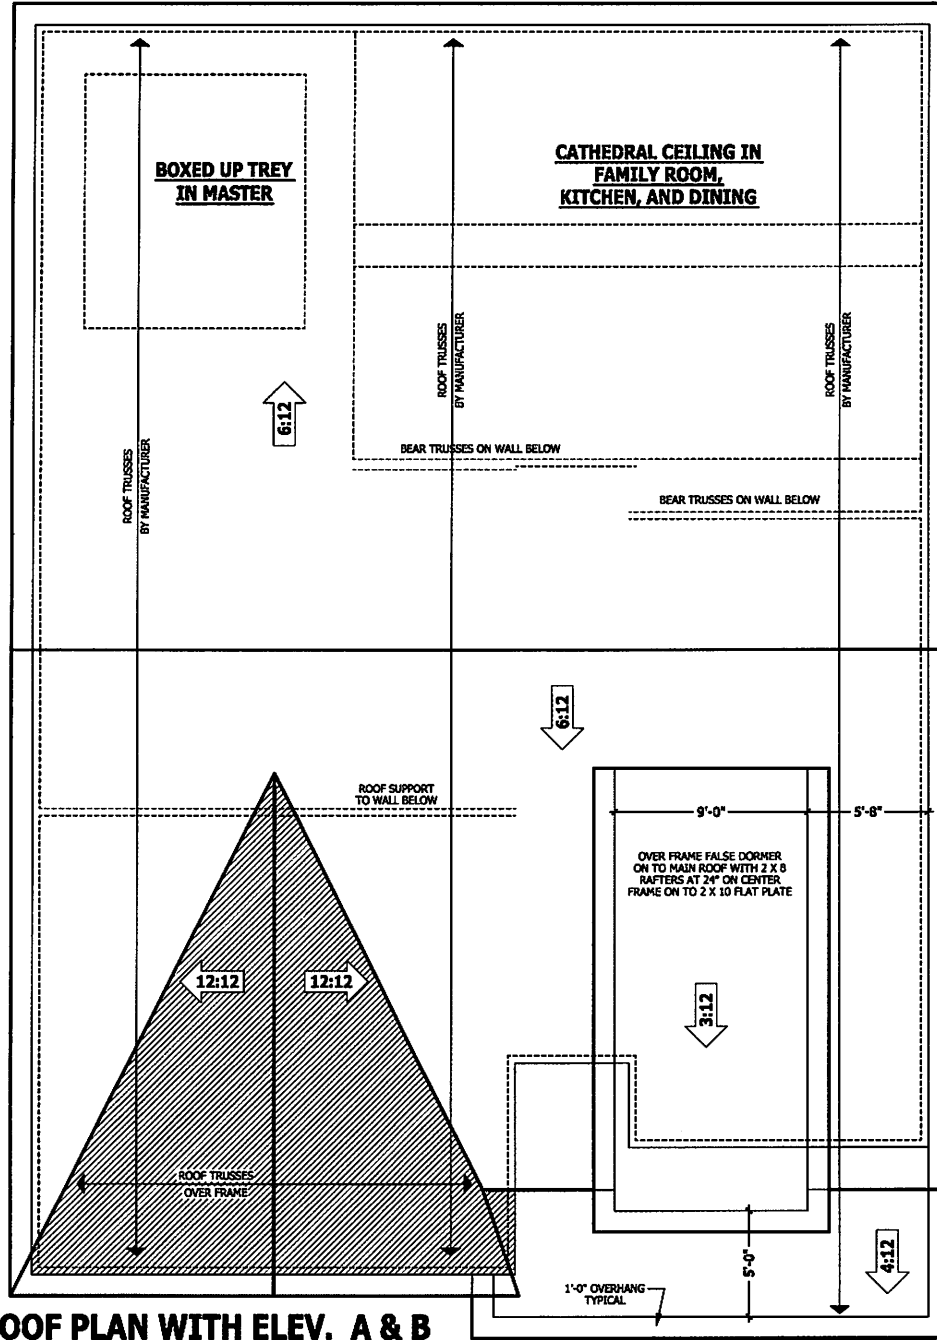 BOXED UP TREY
IN MASTER
CATHEDRAL CEILING IN
FAMILY ROOM,
KITCHEN, AND DINING
ROOF TRUSSES
BY MANUFACTURER
ROOF TRUSSES
BY MANUFACTURER
ROOF TRUSSES
BY MANUFACTURER
6:12
BEAR TRUSSES ON WALL BELOW
BEAR TRUSSES ON WALL BELOW
6:12
ROOF SUPPORT
TO WALL BELOW
9'-0"
5'-8"
OVER FRAME FALSE DORMER
ON TO MAIN ROOF WITH 2 X 8
RAFTERS AT 24" ON CENTER
FRAME ON TO 2 X 10 FLAT PLATE
12:12
12:12
3:12
ROOF TRUSSES
OVER FRAME
5'-0"
4:12
1'-0" OVERHANG
TYPICAL
OOF PLAN WITH ELEV. A & B